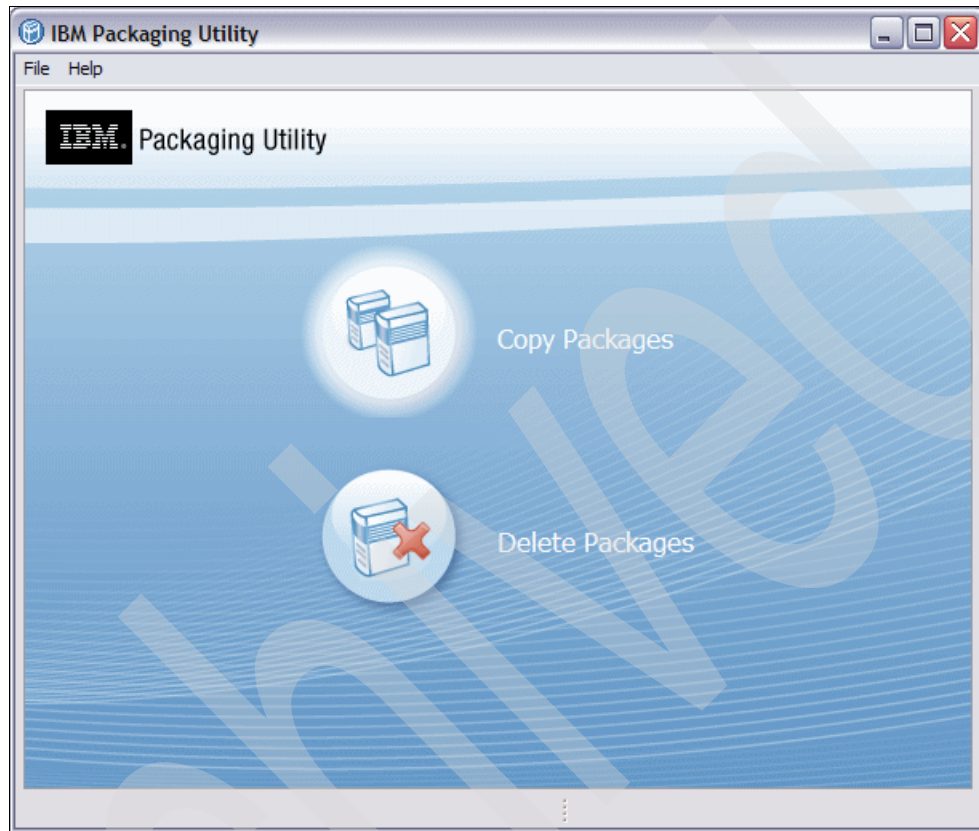 IBM Packaging Utility
File Help
IBM. Packaging Utility
Copy Packages
Delete Packages